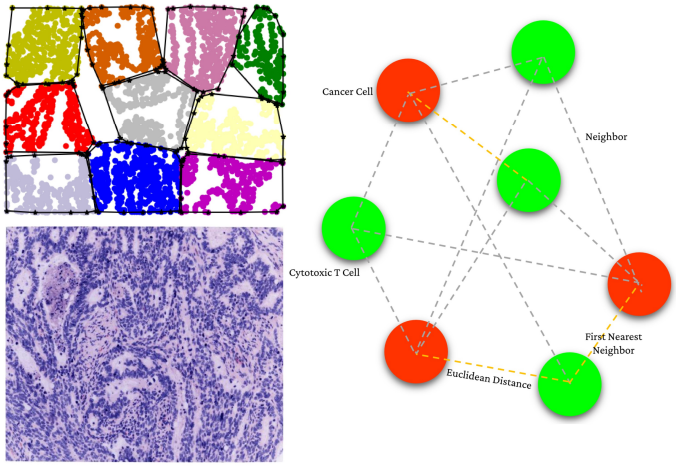 Cancer Cell
Neighbor
Cytotoxic T Cell
First Nearest
Neighbor
Euclidean Distance